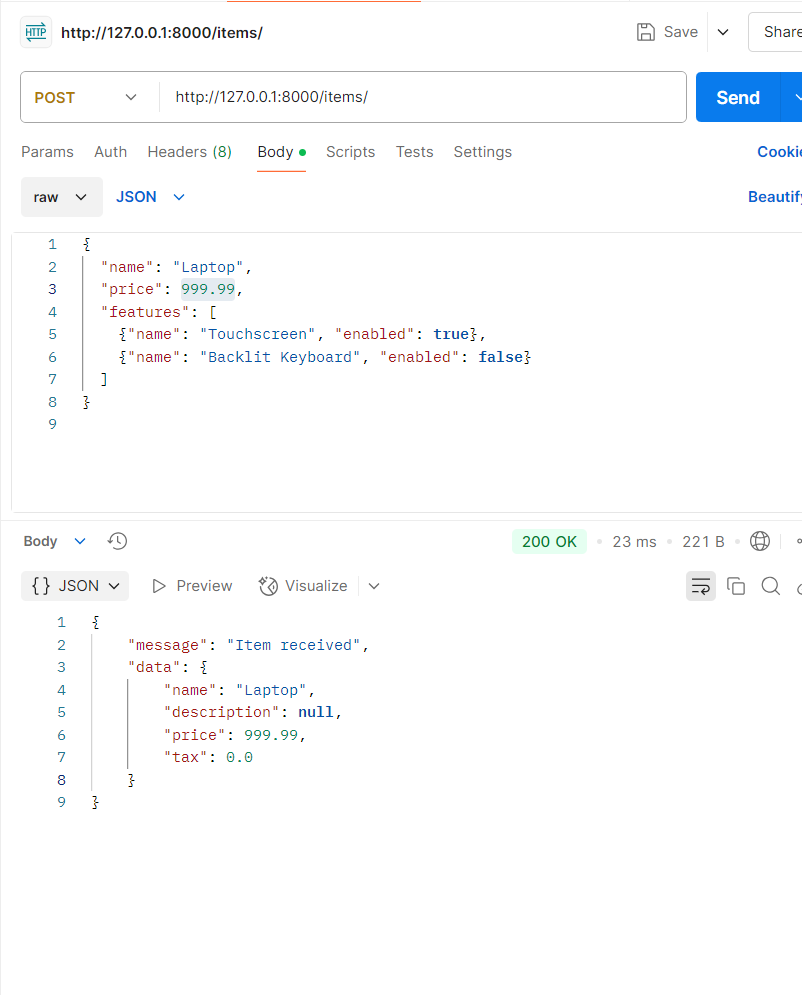 HTTP http://127.0.0.1:8000/items/ Save Share
POST http://127.0.0.1:8000/items/ Send
Params Auth Headers (8) Body Scripts Tests Settings Cookie
raw JSON Beautify
1 {
2 "name": "Laptop",
3 "price": 999.99,
4 "features": [
5 {"name": "Touchscreen", "enabled": true},
6 {"name": "Backlit Keyboard", "enabled": false}
7 ]
8 }
9
Body 200 OK 23 ms 221 B
{} JSON Preview Visualize
1 {
2 "message": "Item received",
3 "data": {
4 "name": "Laptop",
5 "description": null,
6 "price": 999.99,
7 "tax": 0.0
8 }
9 }